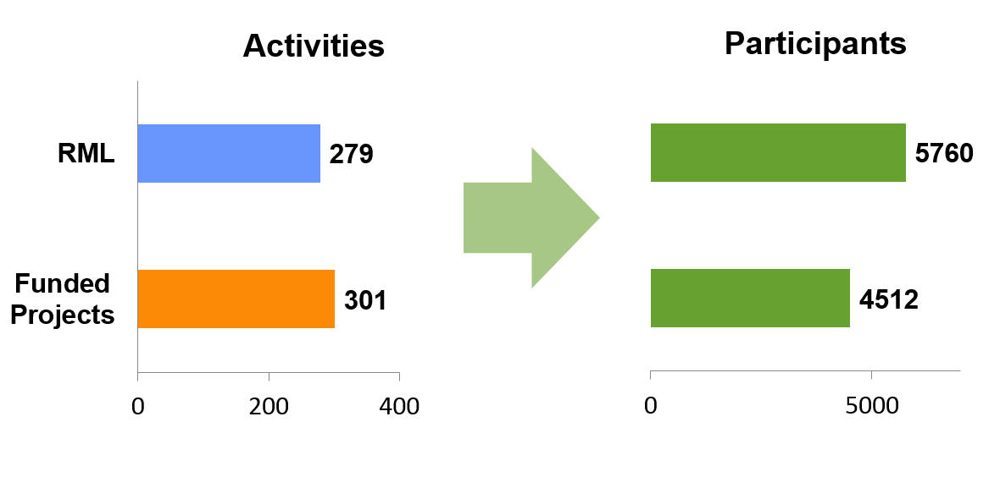 Activities
RML
279
Funded
Projects
301
0
200
400
Participants
5760
4512
0
5000